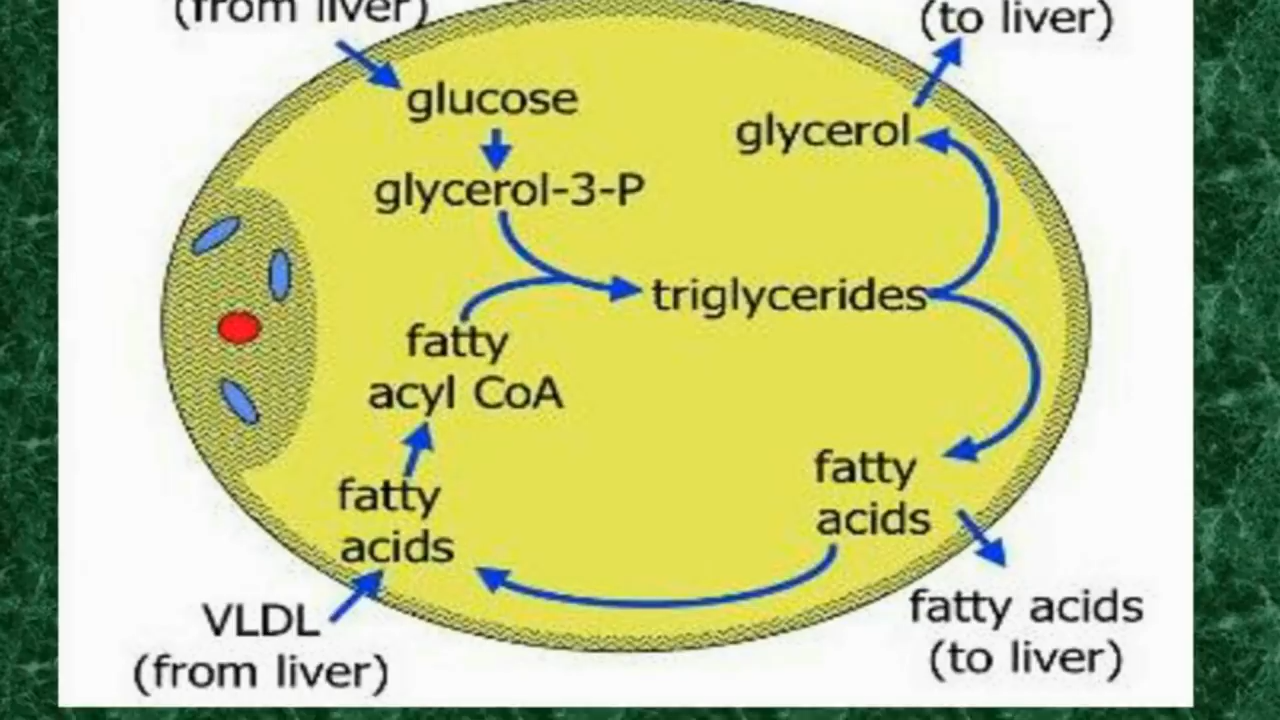 (from liver)
(to liver)
glucose
glycerol
glycerol-3-P
triglycerides
fatty
acyl CoA
fatty
acids
fatty
acids
VLDL
(from liver)
fatty acids
(to liver)